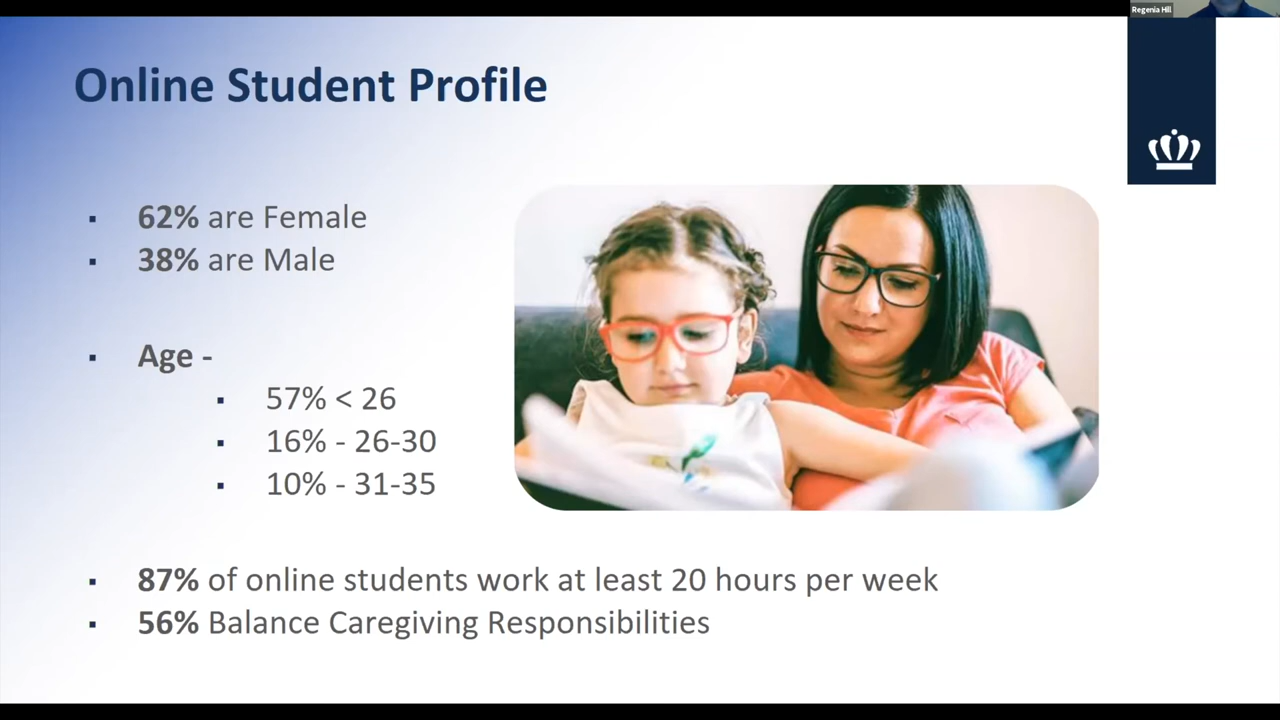 Regenia Hill
Online Student Profile
▪ 62% are Female
▪ 38% are Male
▪ Age -
▪ 57% < 26
▪ 16% - 26-30
▪ 10% - 31-35
▪ 87% of online students work at least 20 hours per week
▪ 56% Balance Caregiving Responsibilities